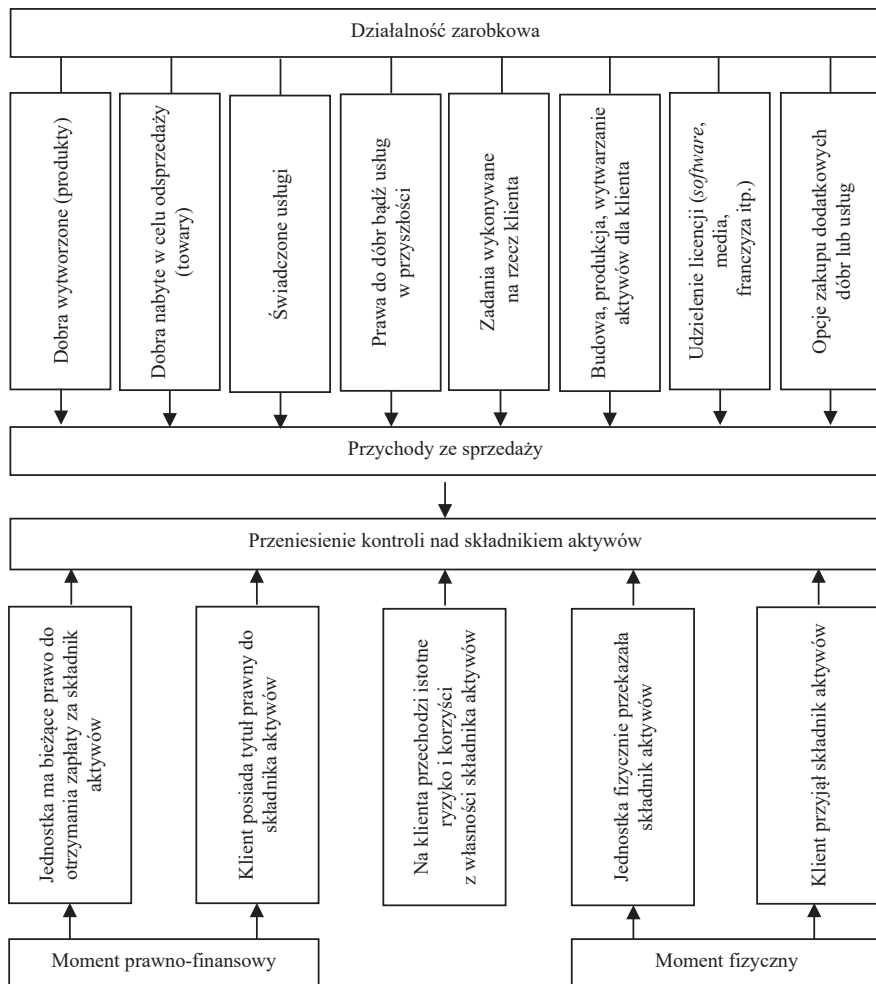 Działalność zarobkowa
Dobra wytworzone (produkty)
Dobra nabyte w celu odsprzedaży
(towary)
Świadczone usługi
Prawa do dóbr bądź usług
w przyszłości
Zadania wykonywane
na rzecz klienta
Budowa, produkcja, wytwarzanie
aktywów dla klienta
Udzielenie licencji (software,
media,
franczyza itp.)
Opcje zakupu dodatkowych
dóbr lub usług
Przychody ze sprzedaży
Przeniesienie kontroli nad składnikiem aktywów
Jednostka ma bieżące prawo do
otrzymania zapłaty za składnik
aktywów
Klient posiada tytuł prawny do
składnika aktywów
Na klienta przechodzi istotne
ryzyko i korzyści
z własności składnika aktywów
Jednostka fizycznie przekazała
składnik aktywów
Klient przyjął składnik aktywów
Moment prawno-finansowy
Moment fizyczny